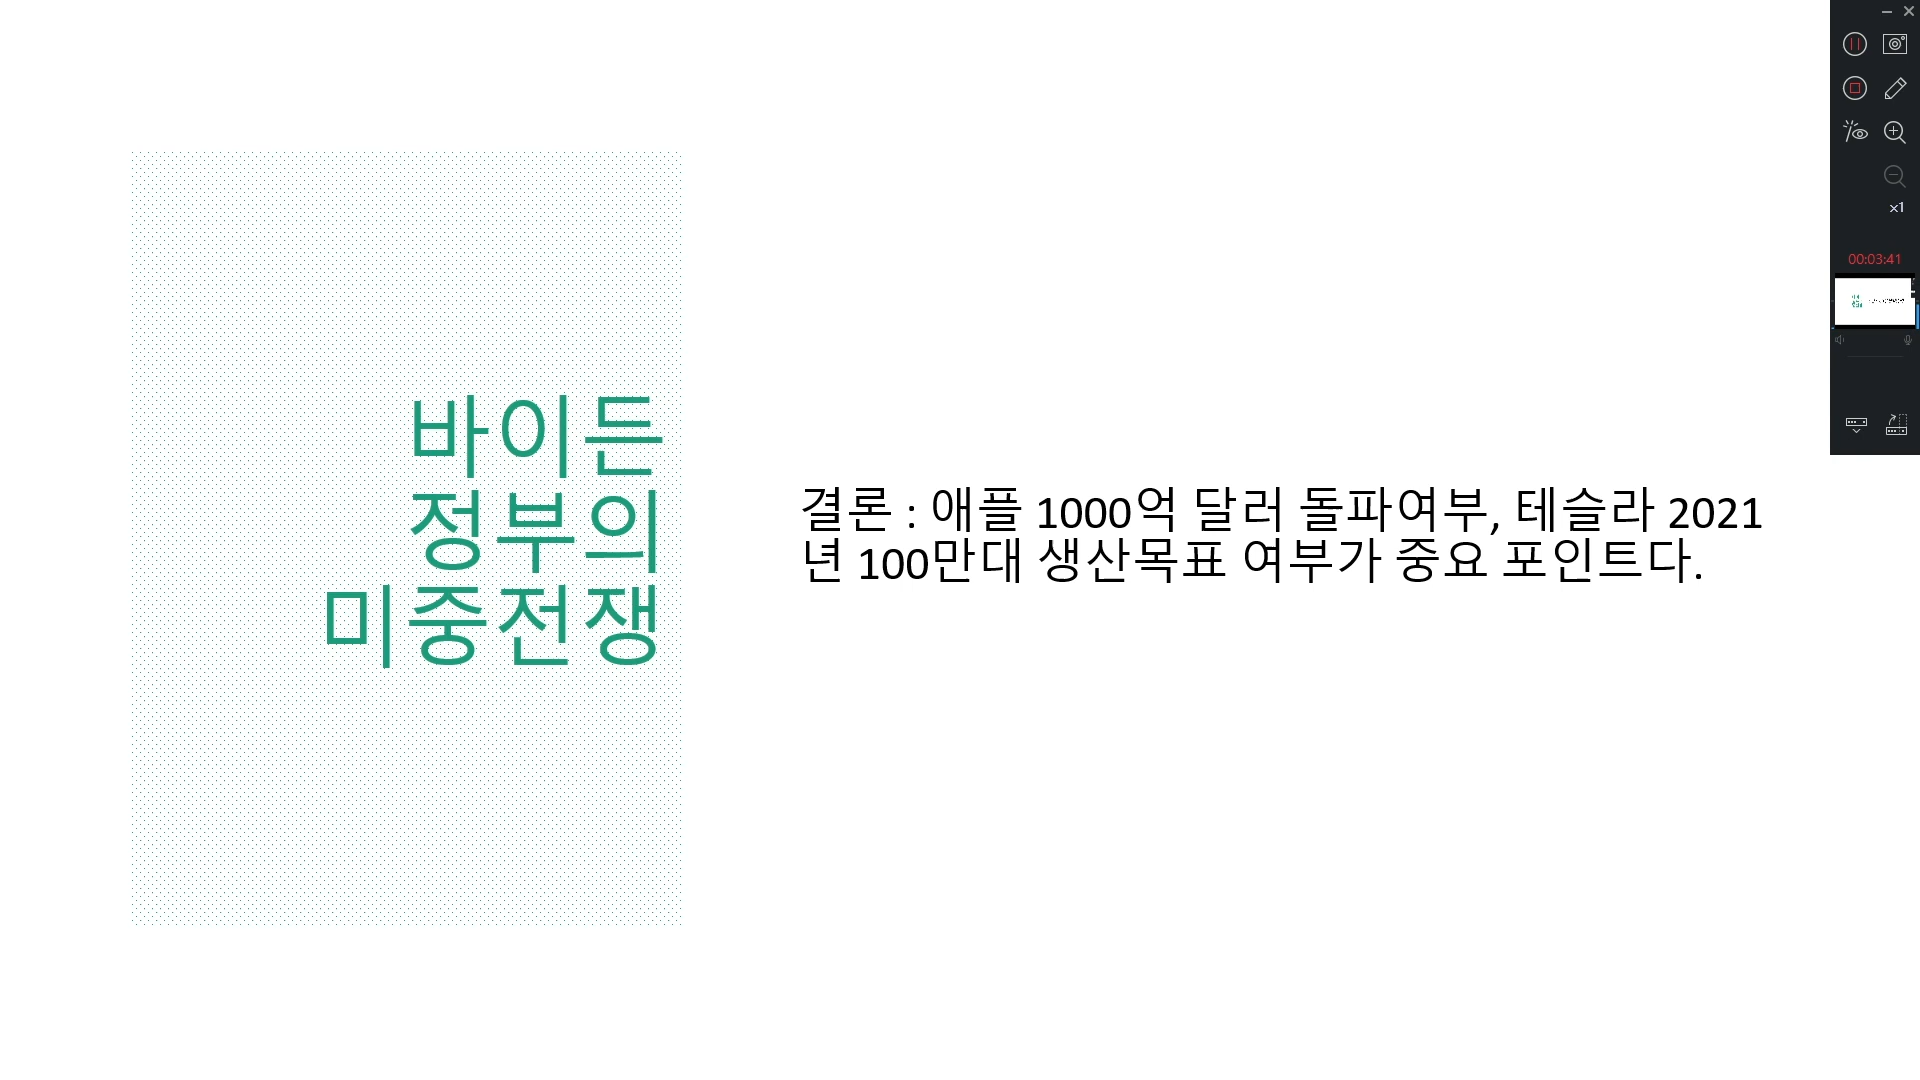 바이든
정부의
미중전쟁
결론 : 애플 1000억 달러 돌파여부, 테슬라 2021
년 100만대 생산목표 여부가 중요 포인트다.
x1
00:03:41